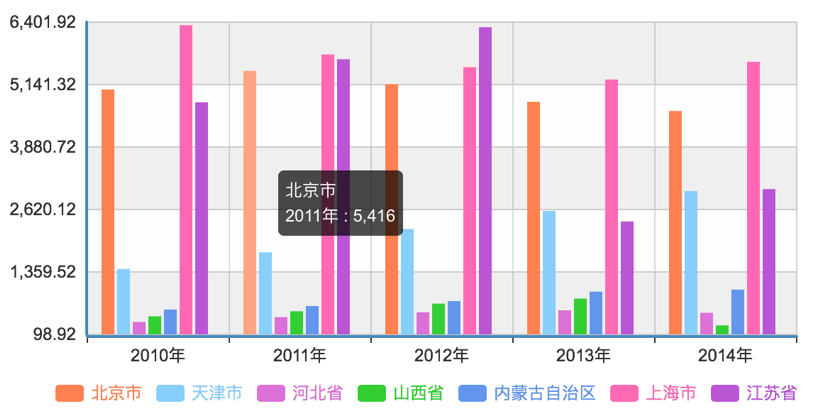 6,401.92
5,141.32
3,880.72
2,620.12
1,359.52
98.92
北京市
2011年 : 5,416
2010年 2011年 2012年 2013年 2014年
北京市 天津市 河北省 山西省 内蒙古自治区 上海市 江苏省